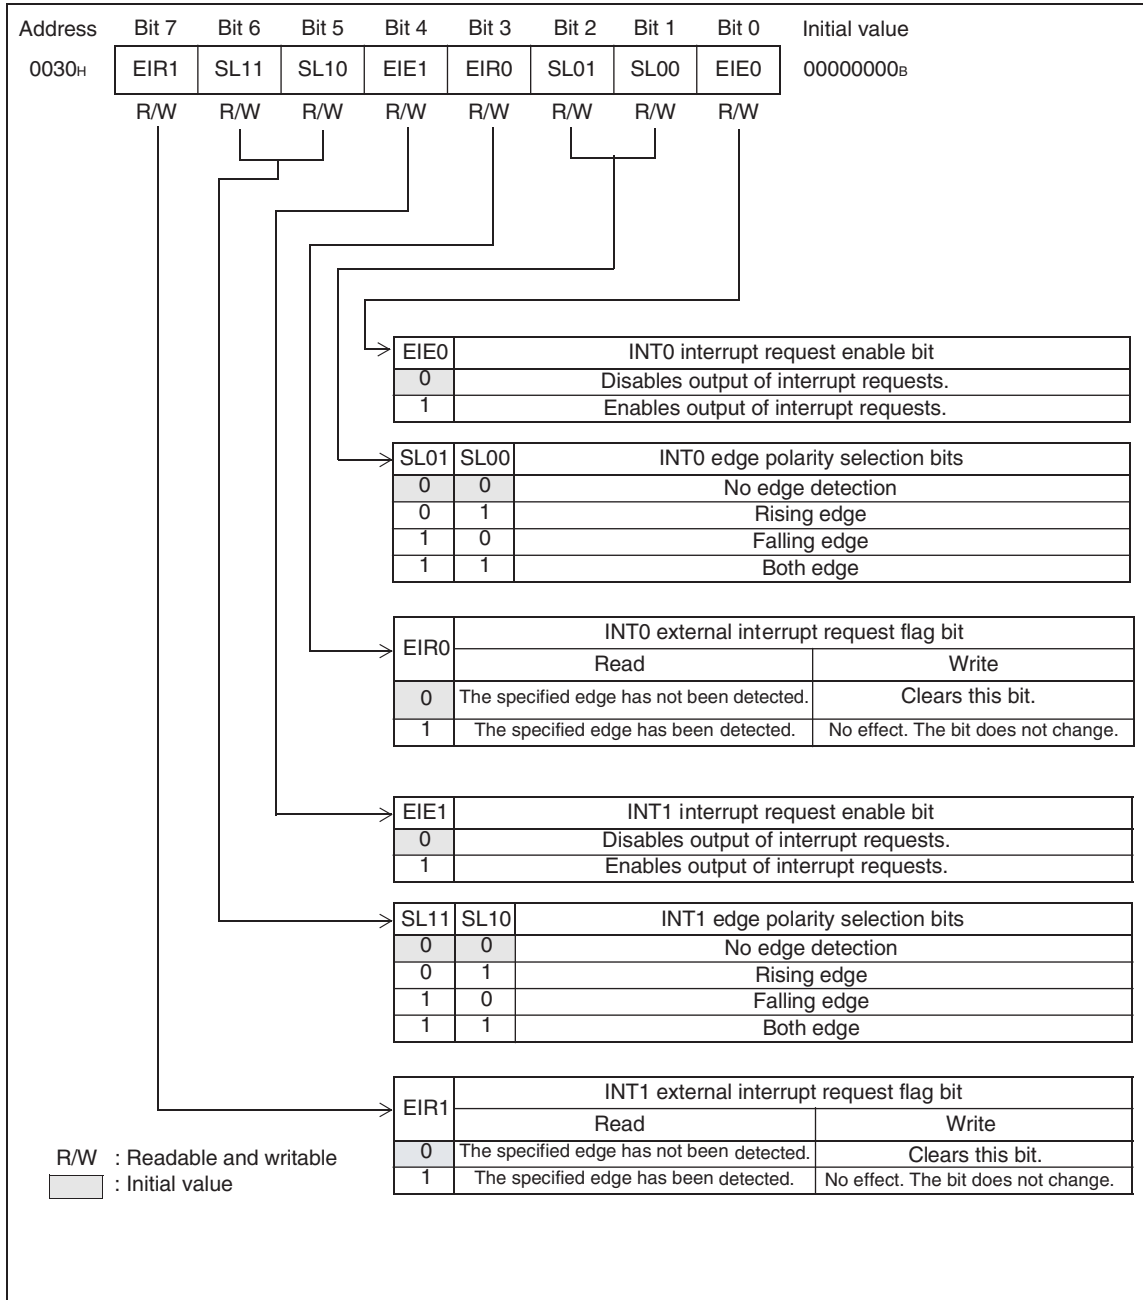 Address Bit 7 Bit 6 Bit 5 Bit 4 Bit 3 Bit 2 Bit 1 Bit 0 Initial value
0030H EIR1 SL11 SL10 EIE1 EIR0 SL01 SL00 EIE0 00000000B
R/W R/W R/W R/W R/W R/W R/W R/W
EIE0 INT0 interrupt request enable bit
0 Disables output of interrupt requests.
1 Enables output of interrupt requests.
SL01 SL00 INT0 edge polarity selection bits
0 0 No edge detection
0 1 Rising edge
1 0 Falling edge
1 1 Both edge
EIR0 INT0 external interrupt request flag bit
Read Write
0 The specified edge has not been detected. Clears this bit.
1 The specified edge has been detected. No effect. The bit does not change.
EIE1 INT1 interrupt request enable bit
0 Disables output of interrupt requests.
1 Enables output of interrupt requests.
SL11 SL10 INT1 edge polarity selection bits
0 0 No edge detection
0 1 Rising edge
1 0 Falling edge
1 1 Both edge
EIR1 INT1 external interrupt request flag bit
Read Write
0 The specified edge has not been detected. Clears this bit.
1 The specified edge has been detected. No effect. The bit does not change.
R/W : Readable and writable
: Initial value